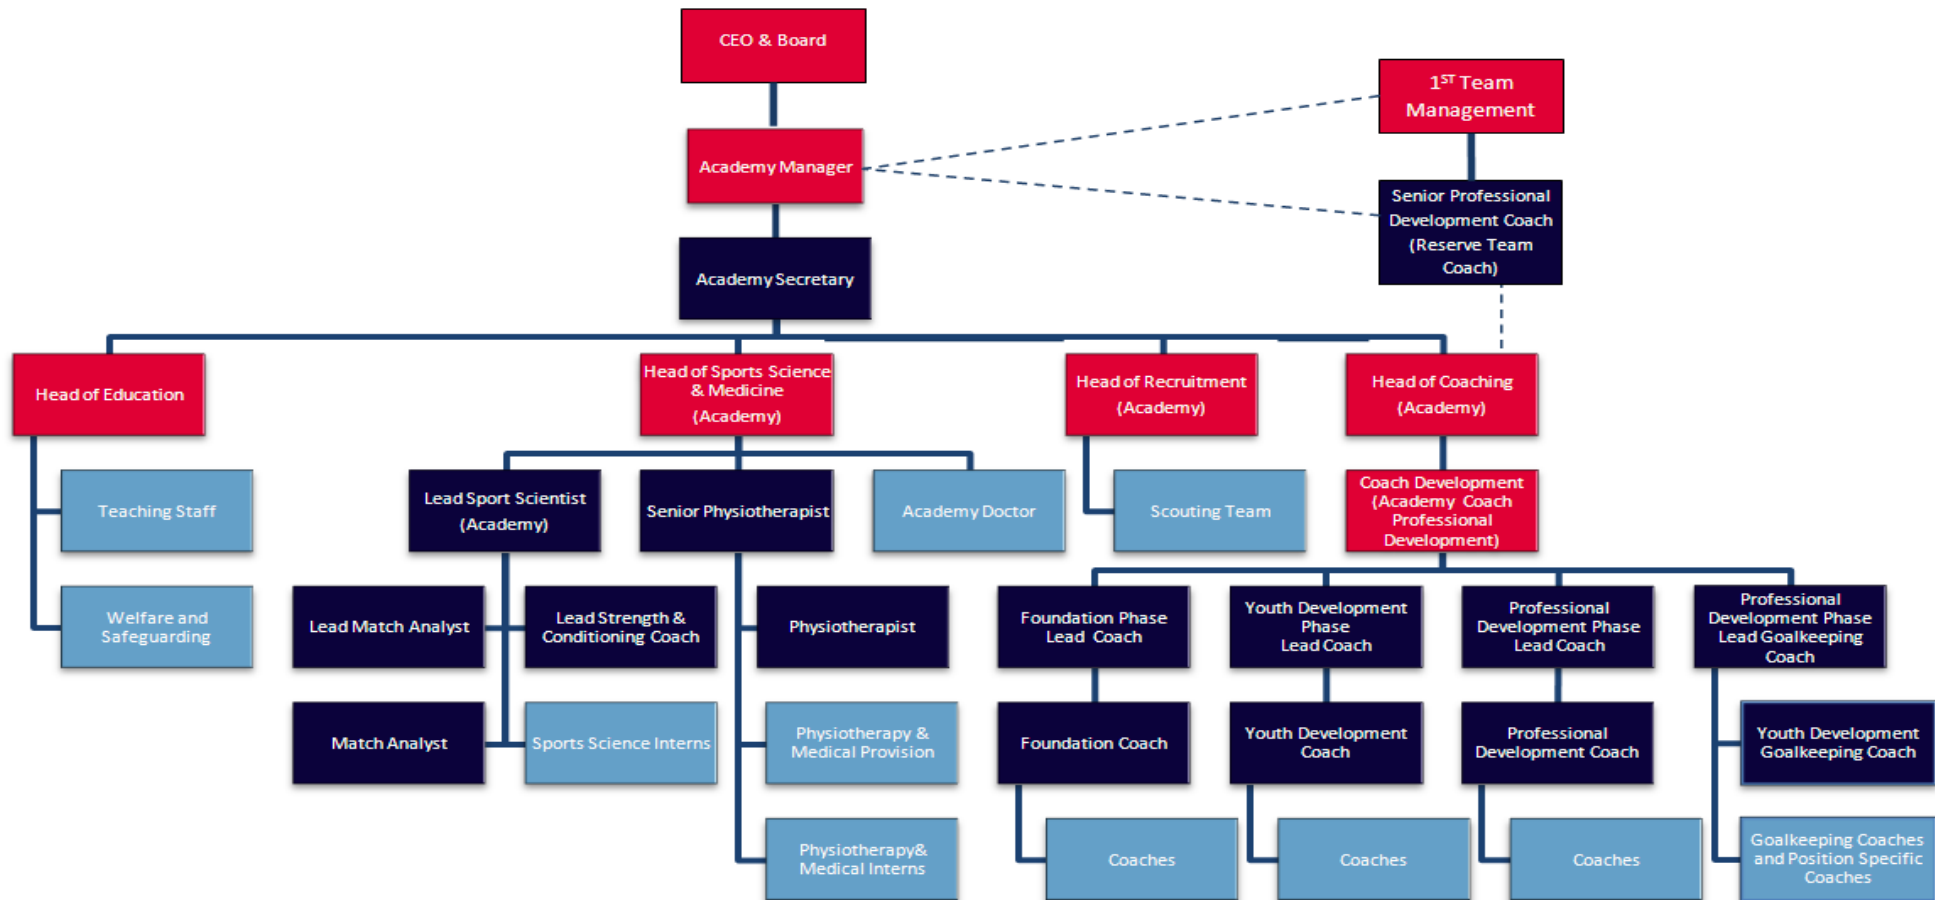 CEO & Board
1ST Team
Management
Academy Manager
Senior Professional
Development Coach
(Reserve Team
Coach)
Academy Secretary
Head of Education
Head of Sports Science
& Medicine
(Academy)
Head of Recruitment
(Academy)
Head of Coaching
(Academy)
Teaching Staff
Lead Sport Scientist
(Academy)
Senior Physiotherapist
Academy Doctor
Scouting Team
Coach Development
(Academy Coach
Professional
Development)
Welfare and
Safeguarding
Lead Match Analyst
Lead Strength &
Conditioning Coach
Physiotherapist
Foundation Phase
Lead Coach
Youth Development
Phase
Lead Coach
Professional
Development Phase
Lead Coach
Professional
Development Phase
Lead Goalkeeping
Coach
Match Analyst
Sports Science Interns
Physiotherapy &
Medical Provision
Foundation Coach
Youth Development
Coach
Professional
Development Coach
Youth Development
Goalkeeping Coach
Physiotherapy&
Medical Interns
Coaches
Coaches
Coaches
Goalkeeping Coaches
and Position Specific
Coaches